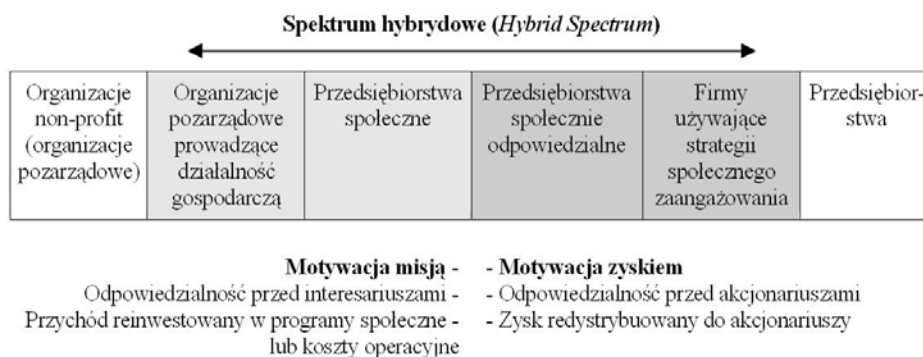 Spektrum hybrydowe (Hybrid Spectrum)
Organizacje
non-profit
(organizacje
pozarządowe)
Organizacje
pozarządowe
prowadzące
działalność
gospodarczą
Przedsiębiorstwa
społeczne
Przedsiębiorstwa
społecznie
odpowiedzialne
Firmy
używające
strategii
społecznego
zaangażowania
Przedsiębior-
stwa
Motywacja misją -
Odpowiedzialność przed interesariuszami -
Przychód reinwestowany w programy społeczne -
lub koszty operacyjne
- Motywacja zyskiem
- Odpowiedzialność przed akcjonariuszami
- Zysk redystrybuowany do akcjonariuszy